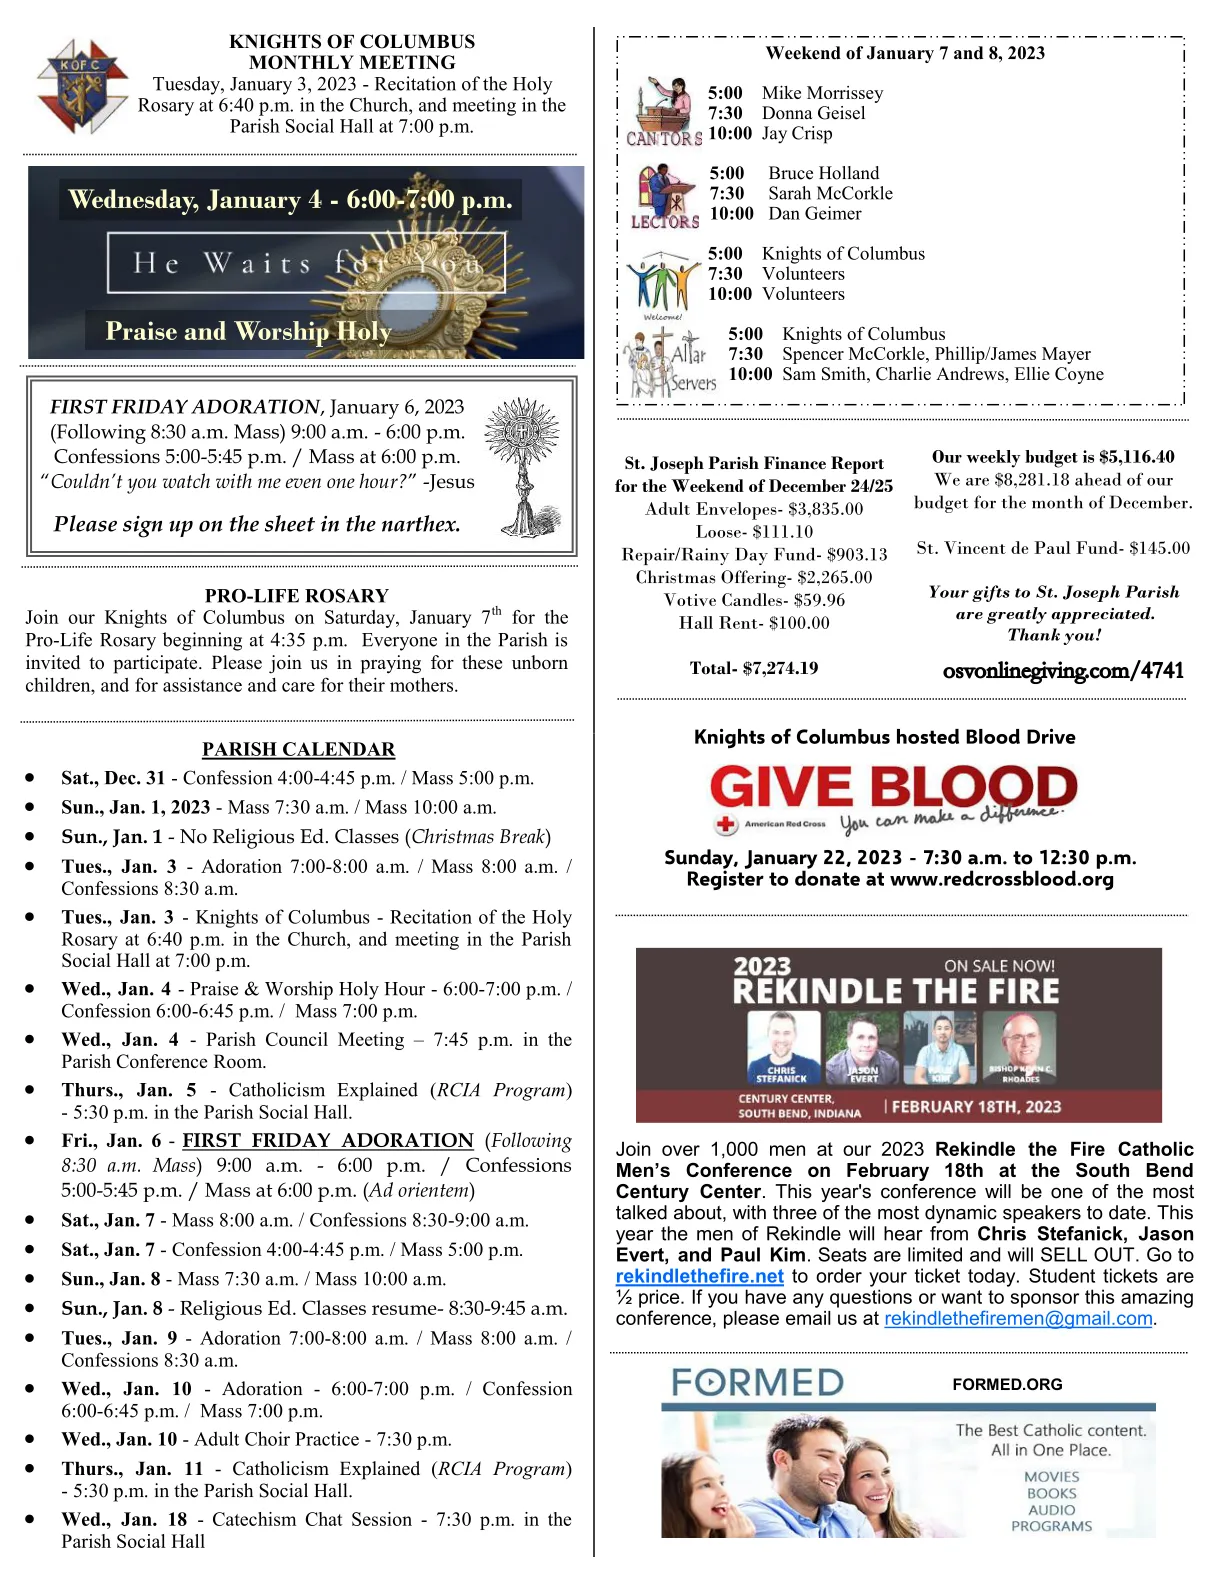 KNIGHTS OF COLUMBUS
MONTHLY MEETING
Tuesday, January 3, 2023 - Recitation of the Holy
Rosary at 6:40 p.m. in the Church, and meeting in the
Parish Social Hall at 7:00 p.m.
K OF C
Wednesday, January 4 - 6:00-7:00 p.m.
He Waits for You
Praise and Worship Holy
FIRST FRIDAY ADORATION, January 6, 2023
(Following 8:30 a.m. Mass) 9:00 a.m. - 6:00 p.m.
Confessions 5:00-5:45 p.m. / Mass at 6:00 p.m.
“Couldn’t you watch with me even one hour?” -Jesus
Please sign up on the sheet in the narthex.
PRO-LIFE ROSARY
Join our Knights of Columbus on Saturday, January 7th for the
Pro-Life Rosary beginning at 4:35 p.m. Everyone in the Parish is
invited to participate. Please join us in praying for these unborn
children, and for assistance and care for their mothers.
PARISH CALENDAR
• Sat., Dec. 31 - Confession 4:00-4:45 p.m. / Mass 5:00 p.m.
• Sun., Jan. 1, 2023 - Mass 7:30 a.m. / Mass 10:00 a.m.
• Sun., Jan. 1 - No Religious Ed. Classes (Christmas Break)
• Tues., Jan. 3 - Adoration 7:00-8:00 a.m. / Mass 8:00 a.m. /
Confessions 8:30 a.m.
• Tues., Jan. 3 - Knights of Columbus - Recitation of the Holy
Rosary at 6:40 p.m. in the Church, and meeting in the Parish
Social Hall at 7:00 p.m.
• Wed., Jan. 4 - Praise & Worship Holy Hour - 6:00-7:00 p.m. /
Confession 6:00-6:45 p.m. / Mass 7:00 p.m.
• Wed., Jan. 4 - Parish Council Meeting – 7:45 p.m. in the
Parish Conference Room.
• Thurs., Jan. 5 - Catholicism Explained (RCIA Program)
- 5:30 p.m. in the Parish Social Hall.
• Fri., Jan. 6 - FIRST FRIDAY ADORATION (Following
8:30 a.m. Mass) 9:00 a.m. - 6:00 p.m. / Confessions
5:00-5:45 p.m. / Mass at 6:00 p.m. (Ad orientem)
• Sat., Jan. 7 - Mass 8:00 a.m. / Confessions 8:30-9:00 a.m.
• Sat., Jan. 7 - Confession 4:00-4:45 p.m. / Mass 5:00 p.m.
• Sun., Jan. 8 - Mass 7:30 a.m. / Mass 10:00 a.m.
• Sun., Jan. 8 - Religious Ed. Classes resume- 8:30-9:45 a.m.
• Tues., Jan. 9 - Adoration 7:00-8:00 a.m. / Mass 8:00 a.m. /
Confessions 8:30 a.m.
• Wed., Jan. 10 - Adoration - 6:00-7:00 p.m. / Confession
6:00-6:45 p.m. / Mass 7:00 p.m.
• Wed., Jan. 10 - Adult Choir Practice - 7:30 p.m.
• Thurs., Jan. 11 - Catholicism Explained (RCIA Program)
- 5:30 p.m. in the Parish Social Hall.
• Wed., Jan. 18 - Catechism Chat Session - 7:30 p.m. in the
Parish Social Hall
Weekend of January 7 and 8, 2023
CANTORS
5:00 Mike Morrissey
7:30 Donna Geisel
10:00 Jay Crisp
LECTORS
5:00 Bruce Holland
7:30 Sarah McCorkle
10:00 Dan Geimer
Welcome!
5:00 Knights of Columbus
7:30 Volunteers
10:00 Volunteers
Altar Servers
5:00 Knights of Columbus
7:30 Spencer McCorkle, Phillip/James Mayer
10:00 Sam Smith, Charlie Andrews, Ellie Coyne
St. Joseph Parish Finance Report
for the Weekend of December 24/25
Adult Envelopes- $3,835.00
Loose- $111.10
Repair/Rainy Day Fund- $903.13
Christmas Offering- $2,265.00
Votive Candles- $59.96
Hall Rent- $100.00
Total- $7,274.19
Our weekly budget is $5,116.40
We are $8,281.18 ahead of our
budget for the month of December.
St. Vincent de Paul Fund- $145.00
Your gifts to St. Joseph Parish
are greatly appreciated.
Thank you!
osvonlinegiving.com/4741
Knights of Columbus hosted Blood Drive
GIVE BLOOD
American Red Cross You can make a difference.
Sunday, January 22, 2023 - 7:30 a.m. to 12:30 p.m.
Register to donate at www.redcrossblood.org
2023 ON SALE NOW!
REKINDLE THE FIRE
CHRIS STEFANICK
JASON EVERT
PAUL KIM
BISHOP KEVIN C. RHOADES
CENTURY CENTER,
SOUTH BEND, INDIANA | FEBRUARY 18TH, 2023
Join over 1,000 men at our 2023 Rekindle the Fire Catholic
Men’s Conference on February 18th at the South Bend
Century Center. This year's conference will be one of the most
talked about, with three of the most dynamic speakers to date. This
year the men of Rekindle will hear from Chris Stefanick, Jason
Evert, and Paul Kim. Seats are limited and will SELL OUT. Go to
rekindlethefire.net to order your ticket today. Student tickets are
½ price. If you have any questions or want to sponsor this amazing
conference, please email us at rekindlethefiremen@gmail.com.
FORMED FORMED.ORG
The Best Catholic content.
All in One Place.
MOVIES
BOOKS
AUDIO
PROGRAMS